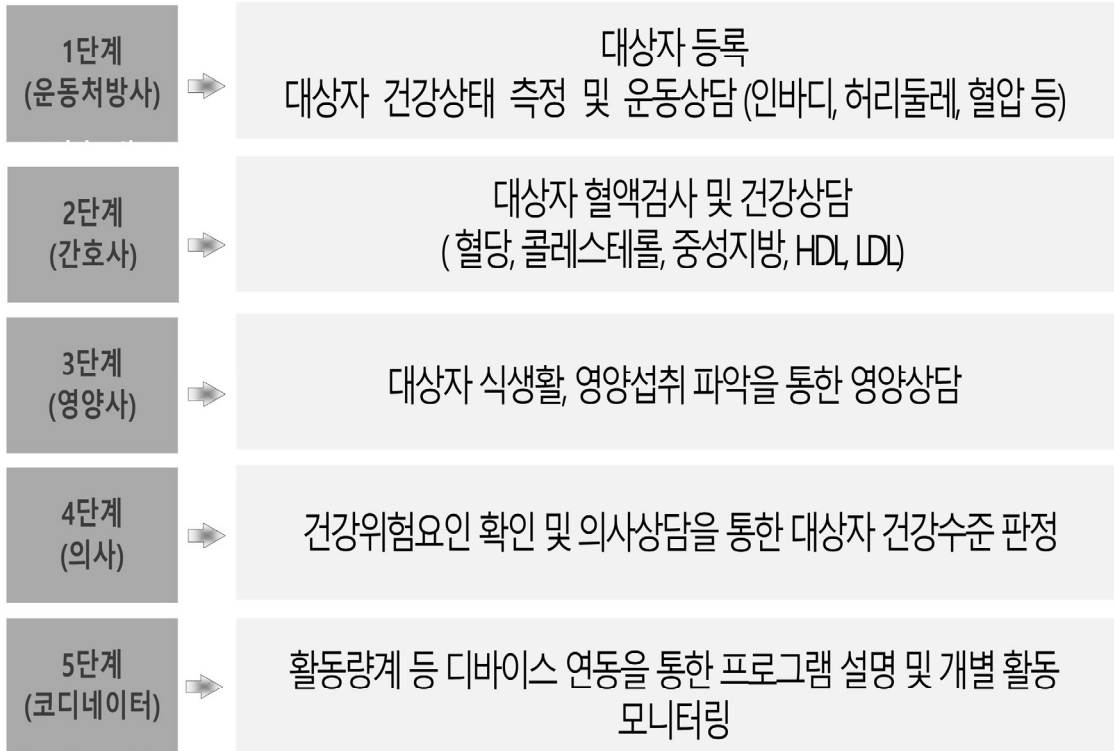 1단계
(운동처방사)
대상자 등록
대상자 건강상태 측정 및 운동상담 (인바디, 허리둘레, 혈압 등)
2단계
(간호사)
대상자 혈액검사 및 건강상담
( 혈당, 콜레스테롤, 중성지방, HDL, LDL)
3단계
(영양사)
대상자 식생활, 영양섭취 파악을 통한 영양상담
4단계
(의사)
건강위험요인 확인 및 의사상담을 통한 대상자 건강수준 판정
5단계
(코디네이터)
활동량계 등 디바이스 연동을 통한 프로그램 설명 및 개별 활동
모니터링